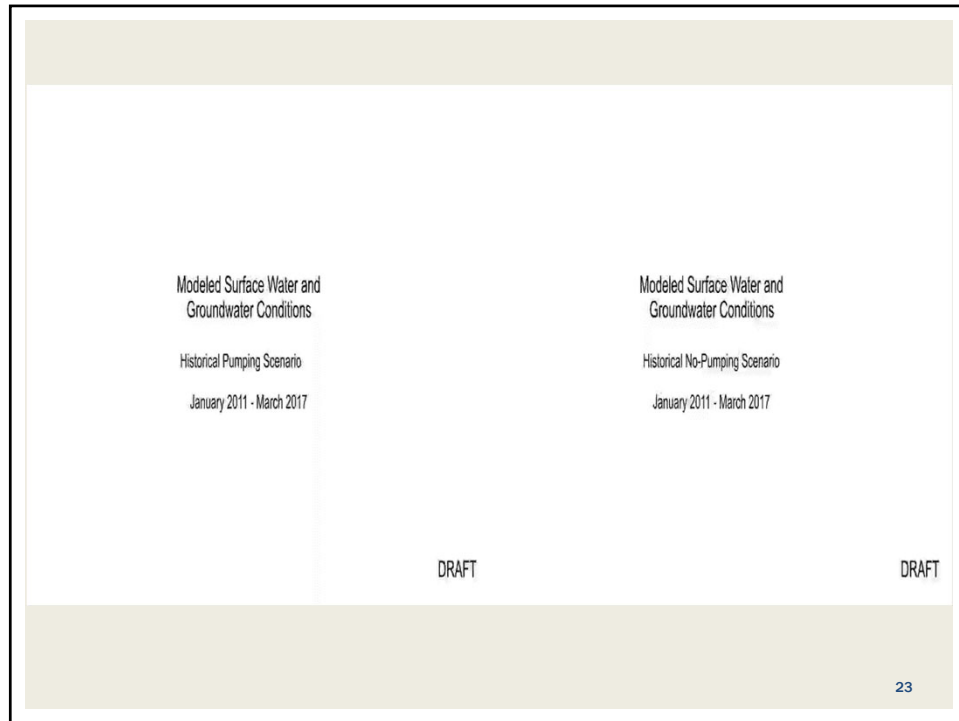 Modeled Surface Water and
Groundwater Conditions
Historical Pumping Scenario
January 2011 - March 2017
DRAFT
Modeled Surface Water and
Groundwater Conditions
Historical No-Pumping Scenario
January 2011 - March 2017
DRAFT
23